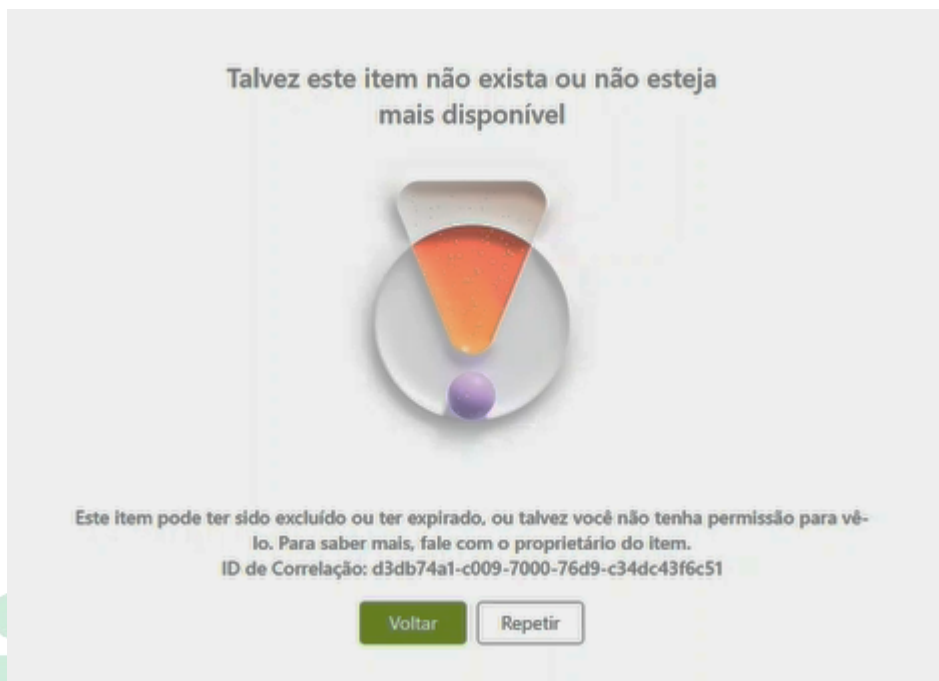 Talvez este item não exista ou não esteja
mais disponível
Este item pode ter sido excluído ou ter expirado, ou talvez você não tenha permissão para vê-
lo. Para saber mais, fale com o proprietário do item.
ID de Correlação: d3db74a1-c009-7000-76d9-c34dc43f6c51
Voltar
Repetir